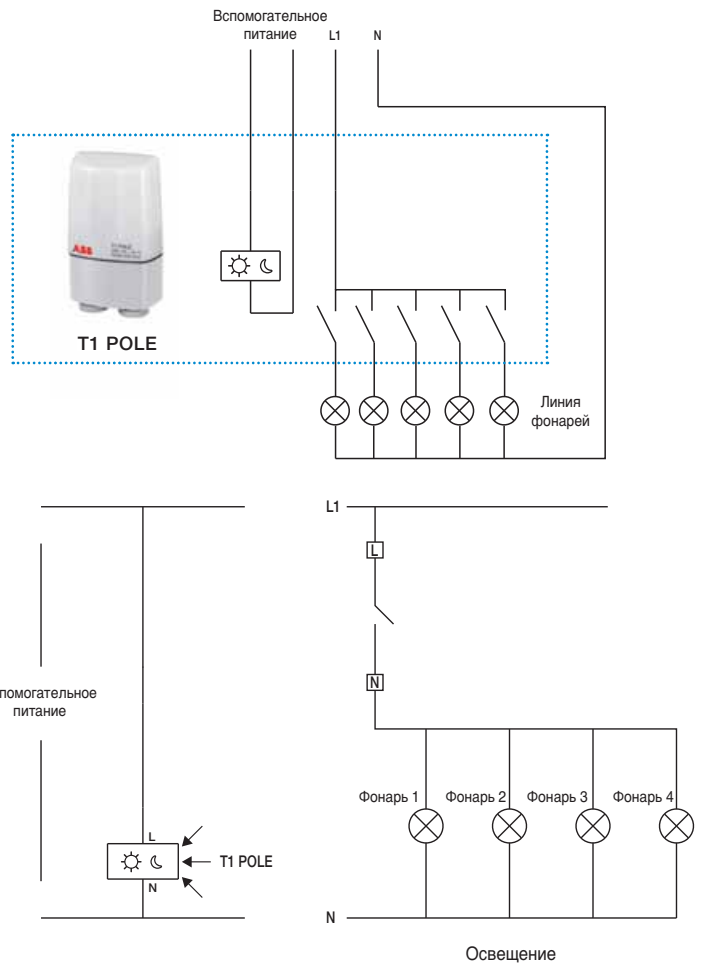 Вспомогательное
питание
L1
N
ABB
T1 POLE
Линия
фонарей
L1
L
N
помогательное
питание
Фонарь 1
Фонарь 2
Фонарь 3
Фонарь 4
L
T1 POLE
N
N
Освещение